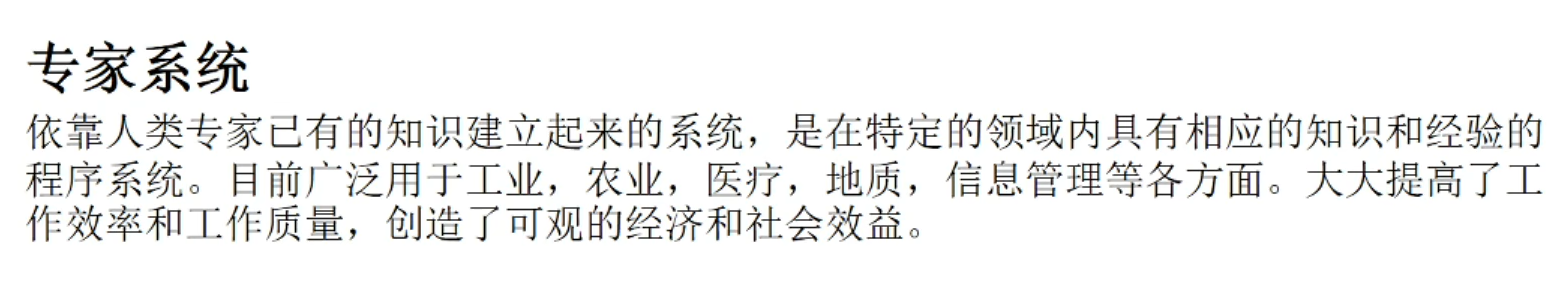 专家系统
依靠人类专家已有的知识建立起来的系统，是在特定的领域内具有相应的知识和经验的
程序系统。目前广泛用于工业，农业，医疗，地质，信息管理等各方面。大大提高了工
作效率和工作质量，创造了可观的经济和社会效益。